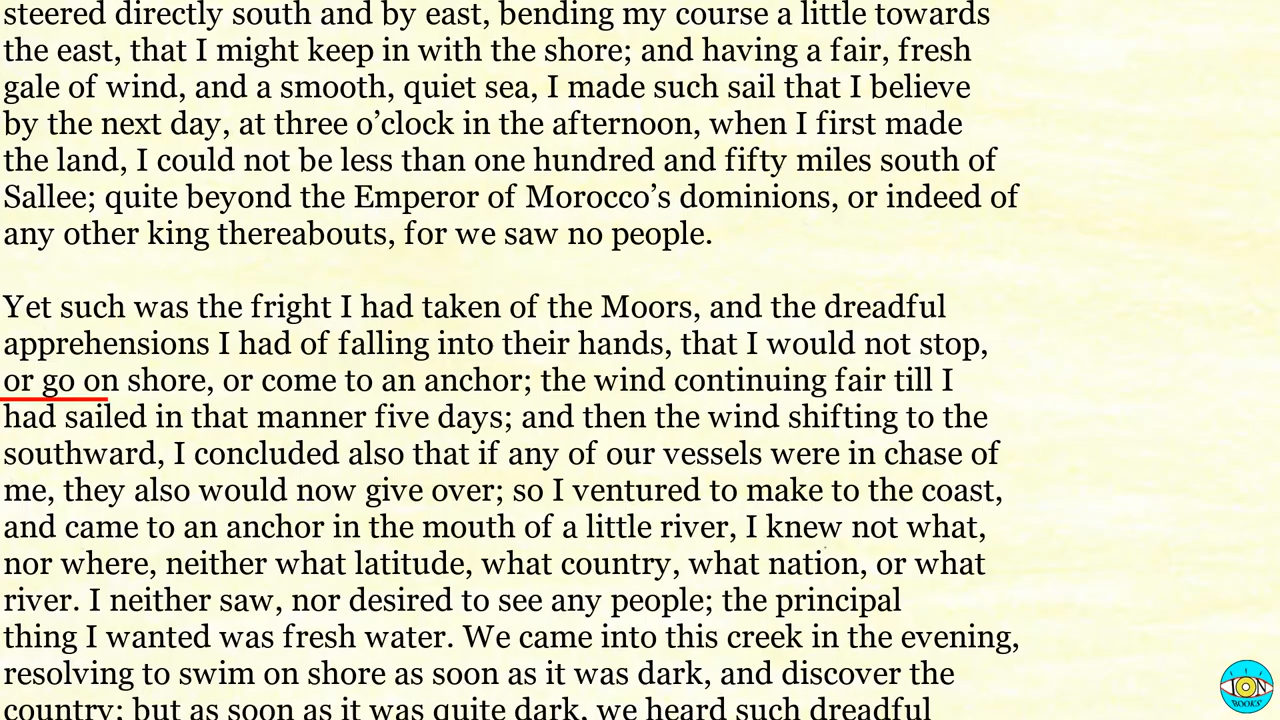 steered directly south and by east, bending my course a little towards
the east, that I might keep in with the shore; and having a fair, fresh
gale of wind, and a smooth, quiet sea, I made such sail that I believe
by the next day, at three o’clock in the afternoon, when I first made
the land, I could not be less than one hundred and fifty miles south of
Sallee; quite beyond the Emperor of Morocco’s dominions, or indeed of
any other king thereabouts, for we saw no people.
Yet such was the fright I had taken of the Moors, and the dreadful
apprehensions I had of falling into their hands, that I would not stop,
or go on shore, or come to an anchor; the wind continuing fair till I
had sailed in that manner five days; and then the wind shifting to the
southward, I concluded also that if any of our vessels were in chase of
me, they also would now give over; so I ventured to make to the coast,
and came to an anchor in the mouth of a little river, I knew not what,
nor where, neither what latitude, what country, what nation, or what
river. I neither saw, nor desired to see any people; the principal
thing I wanted was fresh water. We came into this creek in the evening,
resolving to swim on shore as soon as it was dark, and discover the
country; but as soon as it was quite dark, we heard such dreadful
ION
BOOKS